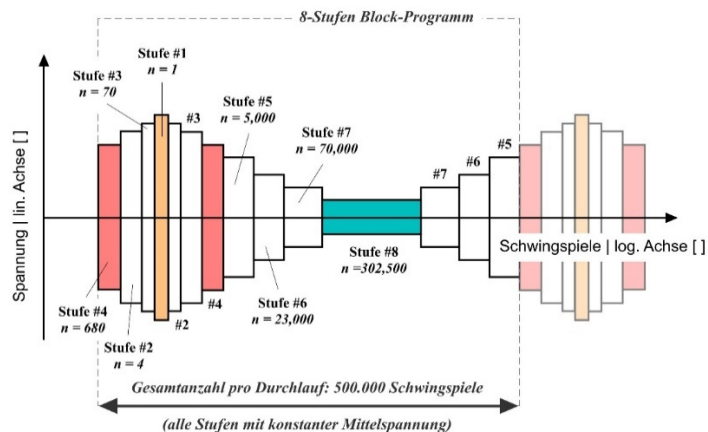 8-Stufen Block-Programm
Stufe #1
n = 1
Stufe #3
n = 70
#3
Stufe #5
n = 5,000
Stufe #7
n = 70,000
#7
#6
#5
Spannung | lin. Achse [ ]
Schwingspiele | log. Achse [ ]
Stufe #8
n =302,500
Stufe #4
n = 680
#2
#4
Stufe #6
n = 23,000
Stufe #2
n = 4
Gesamtanzahl pro Durchlauf: 500.000 Schwingspiele
(alle Stufen mit konstanter Mittelspannung)